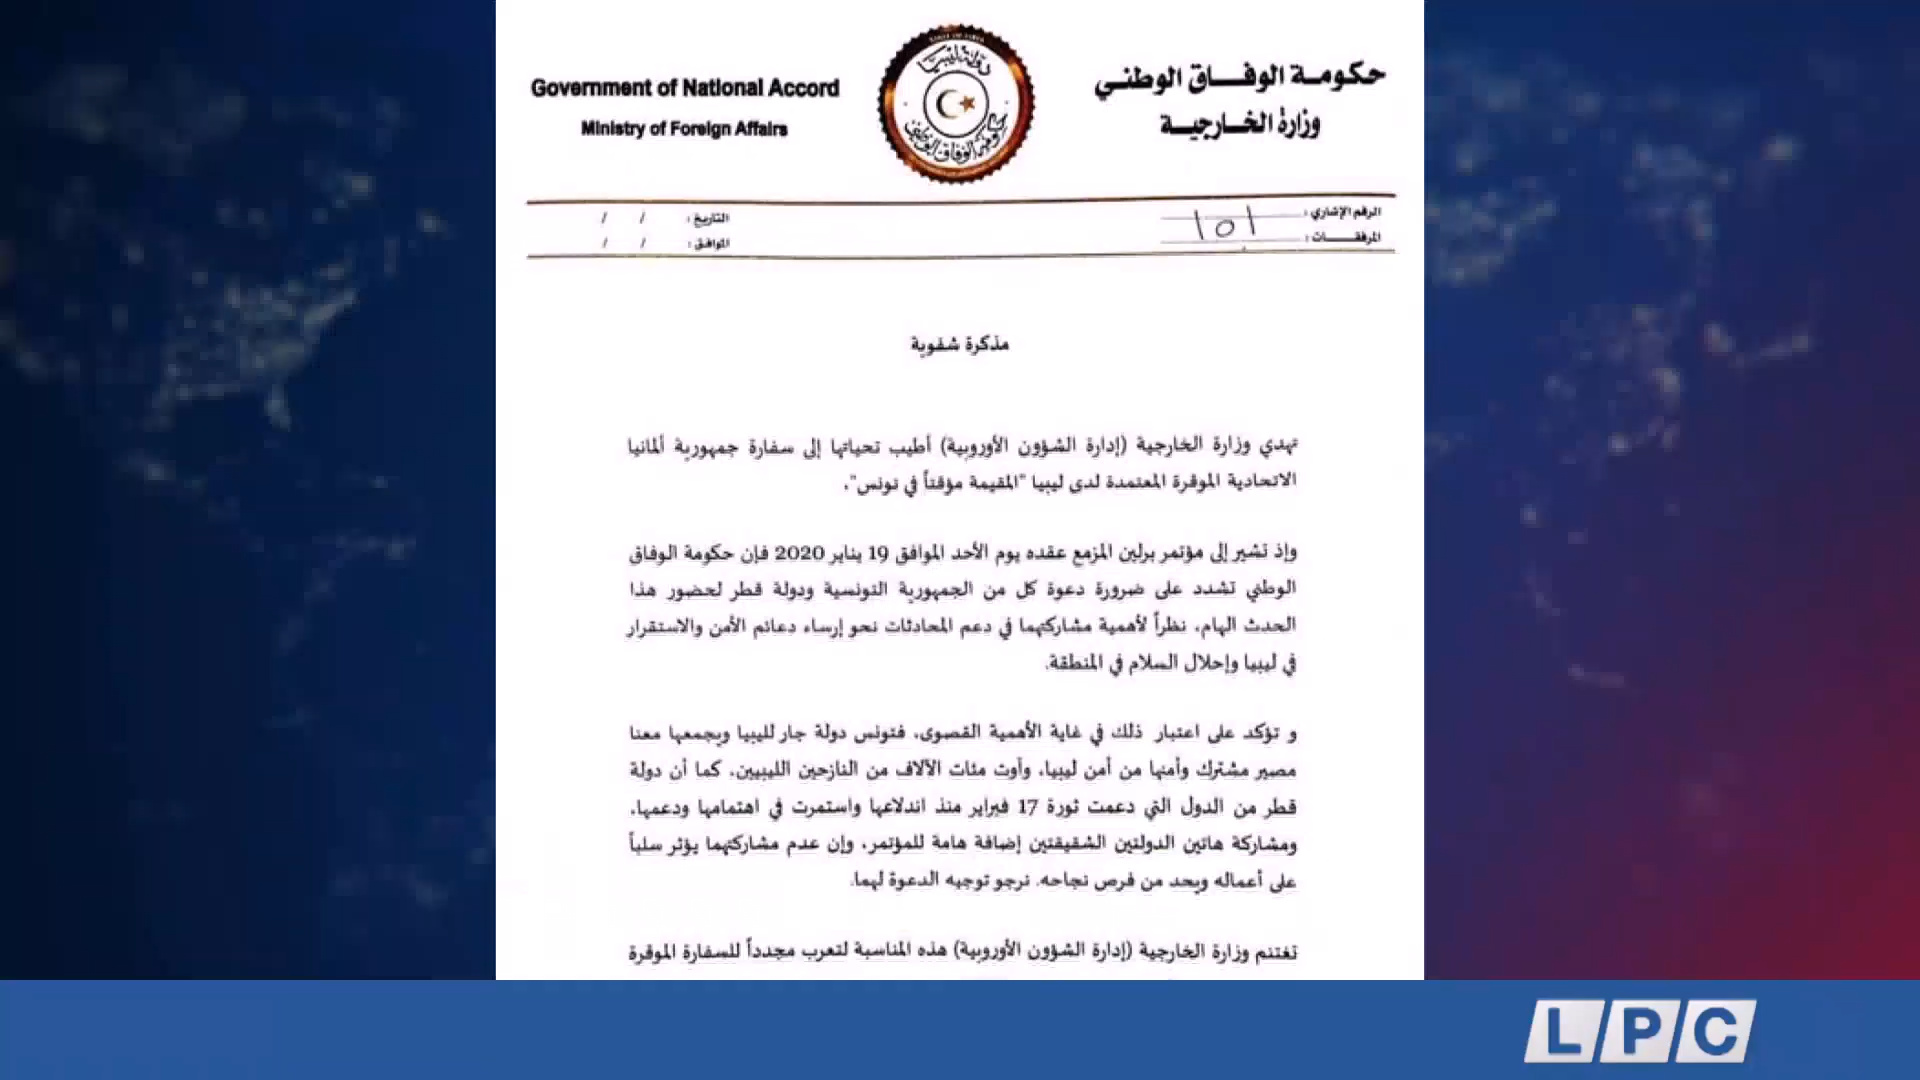 حكومة الوفاق الوطني
وزارة الخارجية
Government of National Accord
Ministry of Foreign Affairs
دولة ليبيا
حكومة الوفاق الوطني
الرقم الإشاري :
المرفقات :
١٥١
التاريخ : / /
الموافق : / /
مذكرة شفوية
تهدي وزارة الخارجية (إدارة الشؤون الأوروبية) أطيب تحياتها إلى سفارة جمهورية ألمانيا
الاتحادية الموقرة المعتمدة لدى ليبيا "المقيمة مؤقتاً في تونس"،
وإذ تشير إلى مؤتمر برلين المزمع عقده يوم الأحد الموافق 19 يناير 2020 فإن حكومة الوفاق
الوطني تشدد على ضرورة دعوة كل من الجمهورية التونسية ودولة قطر لحضور هذا
الحدث الهام، نظراً لأهمية مشاركتهما في دعم المحادثات نحو إرساء دعائم الأمن والاستقرار
في ليبيا وإحلال السلام في المنطقة.
و تؤكد على اعتبار ذلك في غاية الأهمية القصوى، فتونس دولة جار لليبيا ويجمعها معنا
مصير مشترك وأمنها من أمن ليبيا، وآوت مئات الآلاف من النازحين الليبيين، كما أن دولة
قطر من الدول التي دعمت ثورة 17 فبراير منذ اندلاعها واستمرت في اهتمامها ودعمها،
ومشاركة هاتين الدولتين الشقيقتين إضافة هامة للمؤتمر، وإن عدم مشاركتهما يؤثر سلباً
على أعماله ويحد من فرص نجاحه. نرجو توجيه الدعوة لهما.
تغتنم وزارة الخارجية (إدارة الشؤون الأوروبية) هذه المناسبة لتعرب مجدداً للسفارة الموقرة
LPC